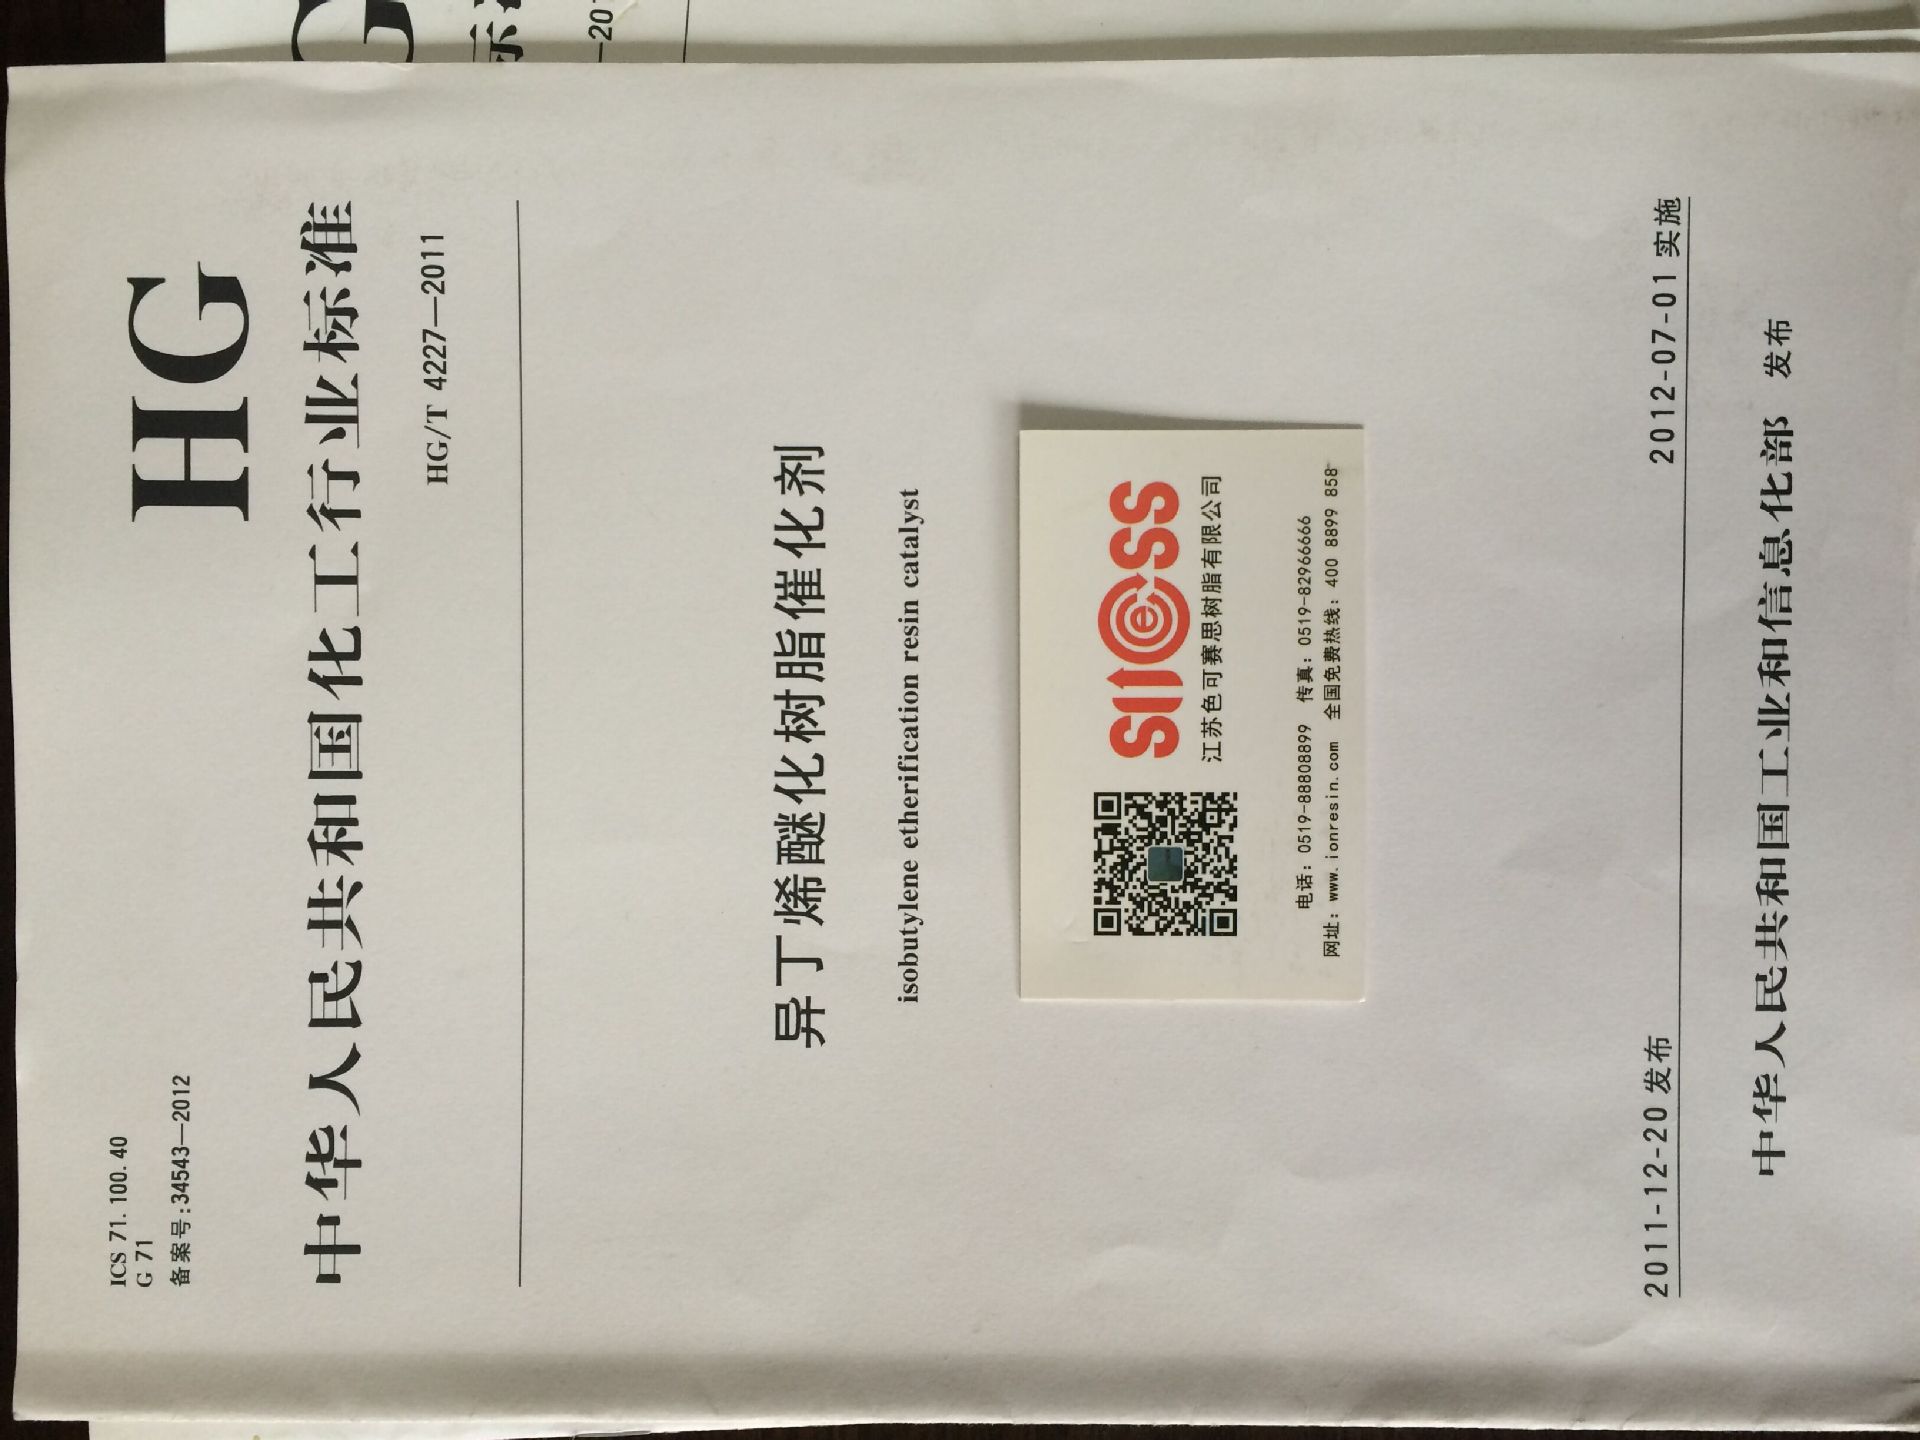 ICS 71.100.40
G 71
备案号:34543—2012
HG
中华人民共和国化工行业标准
HG/T 4227—2011
异丁烯醚化树脂催化剂
isobutylene etherification resin catalyst
江苏色可赛思树脂有限公司
电话: 0519-88808899 传真: 0519-82966666
网址: www.ionresin.com 全国免费热线: 400 8899 858
2011-12-20 发布
2012-07-01 实施
中华人民共和国工业和信息化部 发布